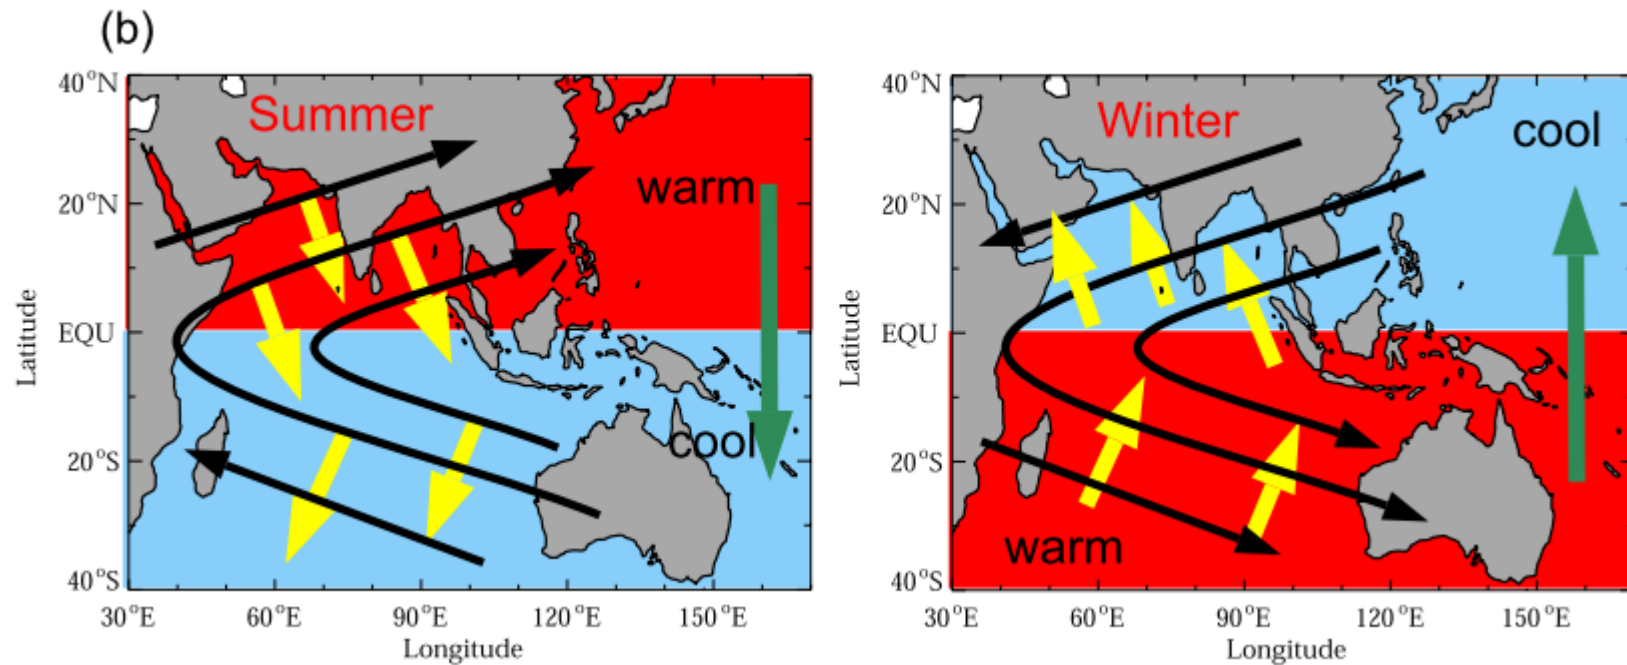 (b)
40°N
20°N
EQU
20°S
40°S
Latitude
Summer
warm
cool
30°E
60°E
90°E
120°E
150°E
Longitude
40°N
20°N
EQU
20°S
40°S
Latitude
Winter
cool
warm
30°E
60°E
90°E
120°E
150°E
Longitude